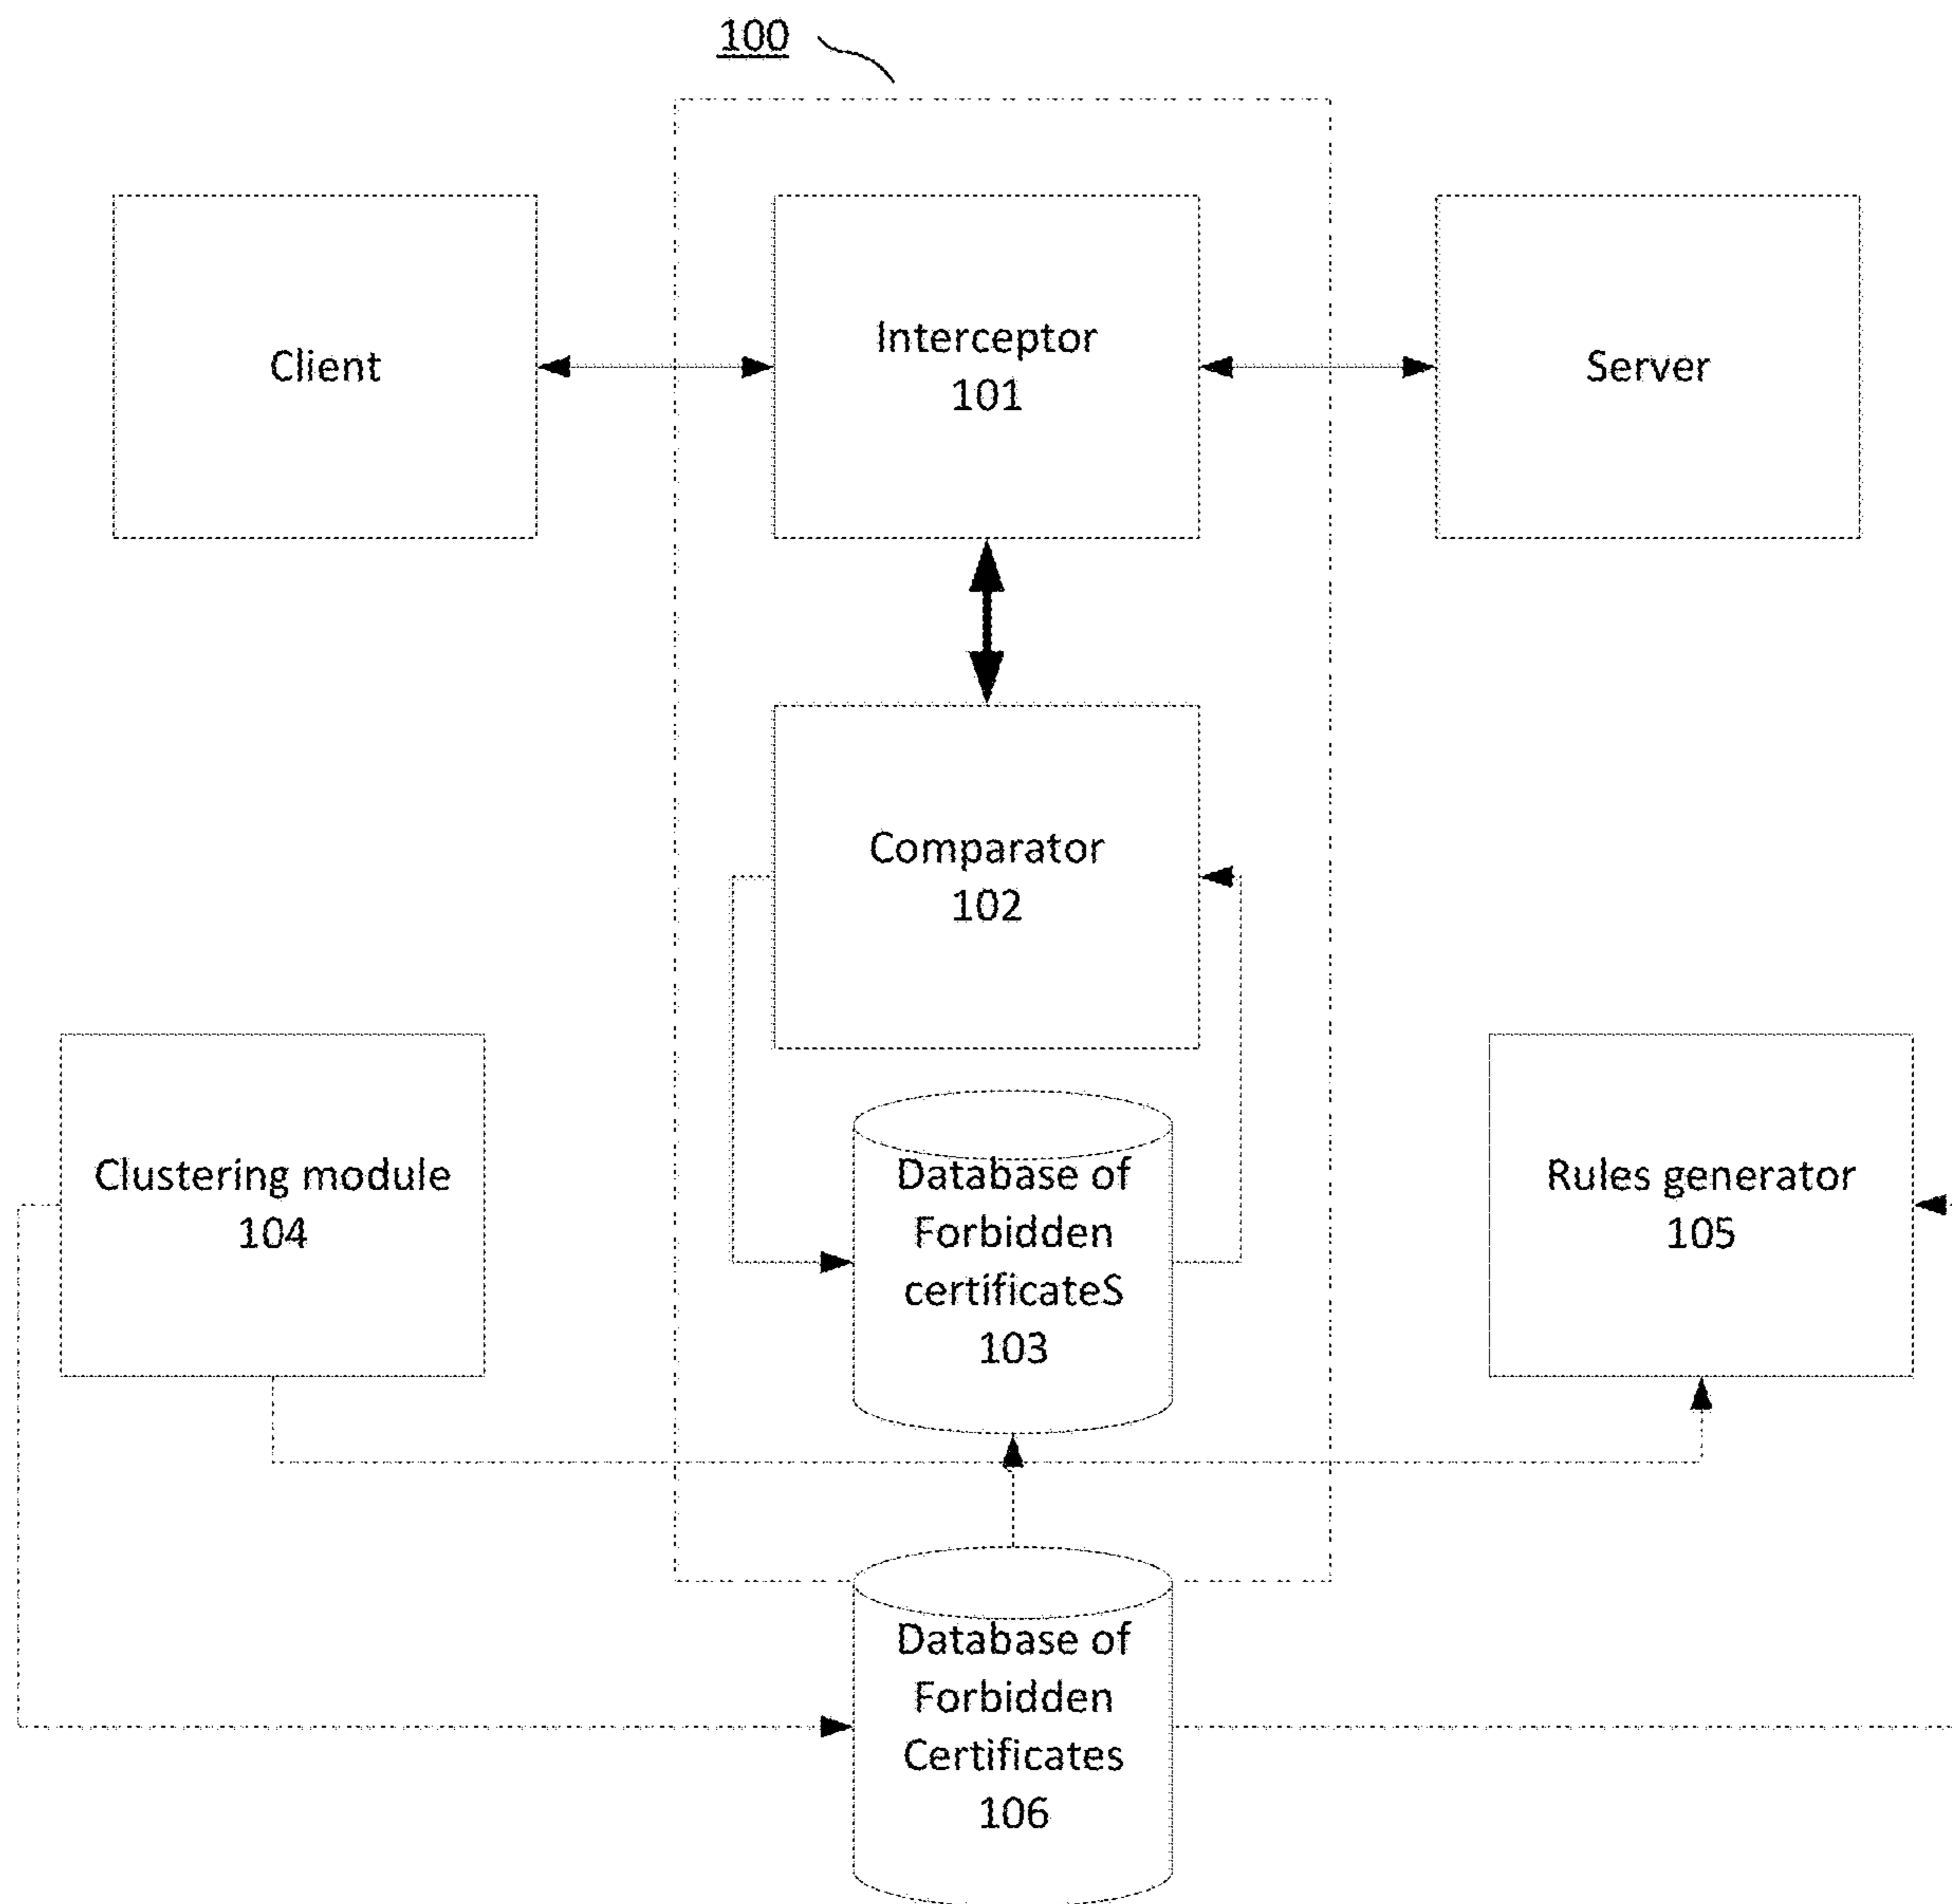 100
Client
Interceptor
101
Server
Comparator
102
Clustering module
104
Database of
Forbidden
certificateS
103
Rules generator
105
Database of
Forbidden
Certificates
106